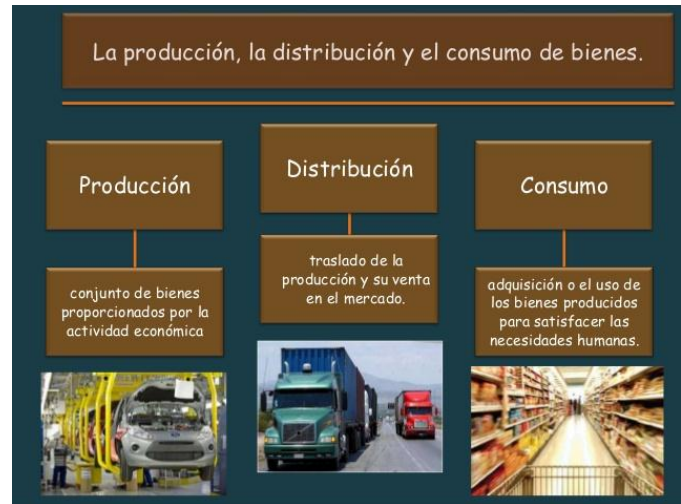 La producción, la distribución y el consumo de bienes.
Producción
conjunto de bienes
proporcionados por la
actividad económica
Distribución
traslado de la
producción y su venta
en el mercado.
Consumo
adquisición o el uso de
los bienes producidos
para satisfacer las
necesidades humanas.